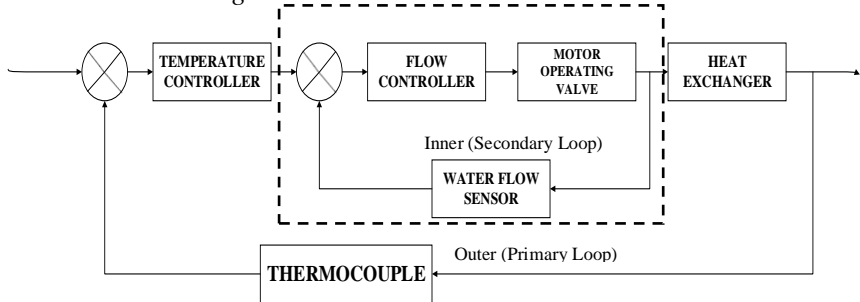 TEMPERATURE
CONTROLLER
FLOW
CONTROLLER
MOTOR
OPERATING
VALVE
HEAT
EXCHANGER
Inner (Secondary Loop)
WATER FLOW
SENSOR
Outer (Primary Loop)
THERMOCOUPLE